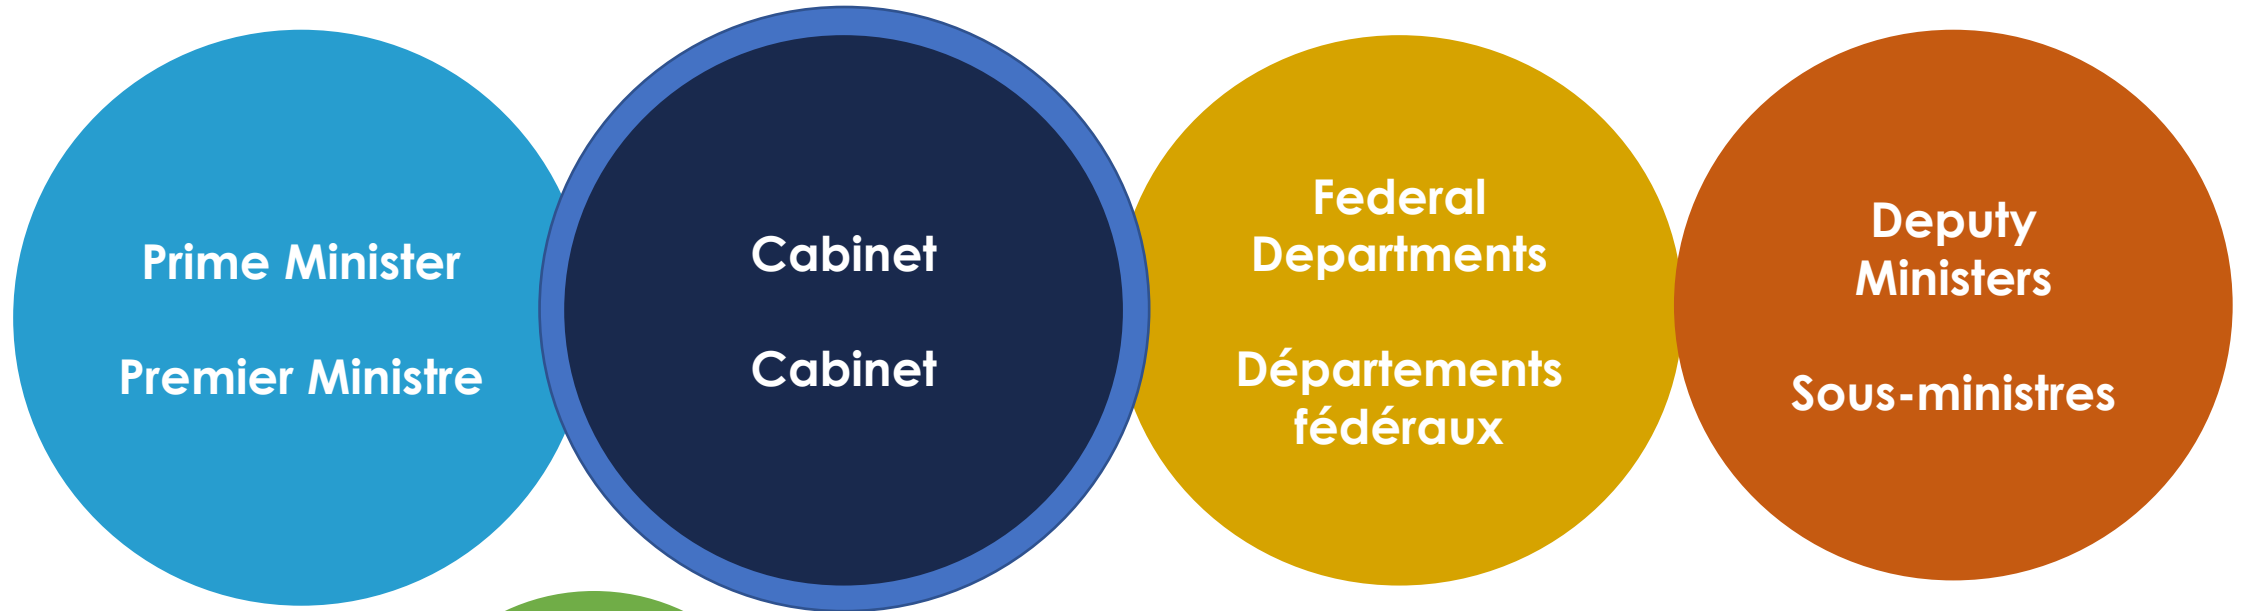 Prime Minister
Premier Ministre
Cabinet
Cabinet
Federal
Departments
Départements
fédéraux
Deputy
Ministers
Sous-ministres